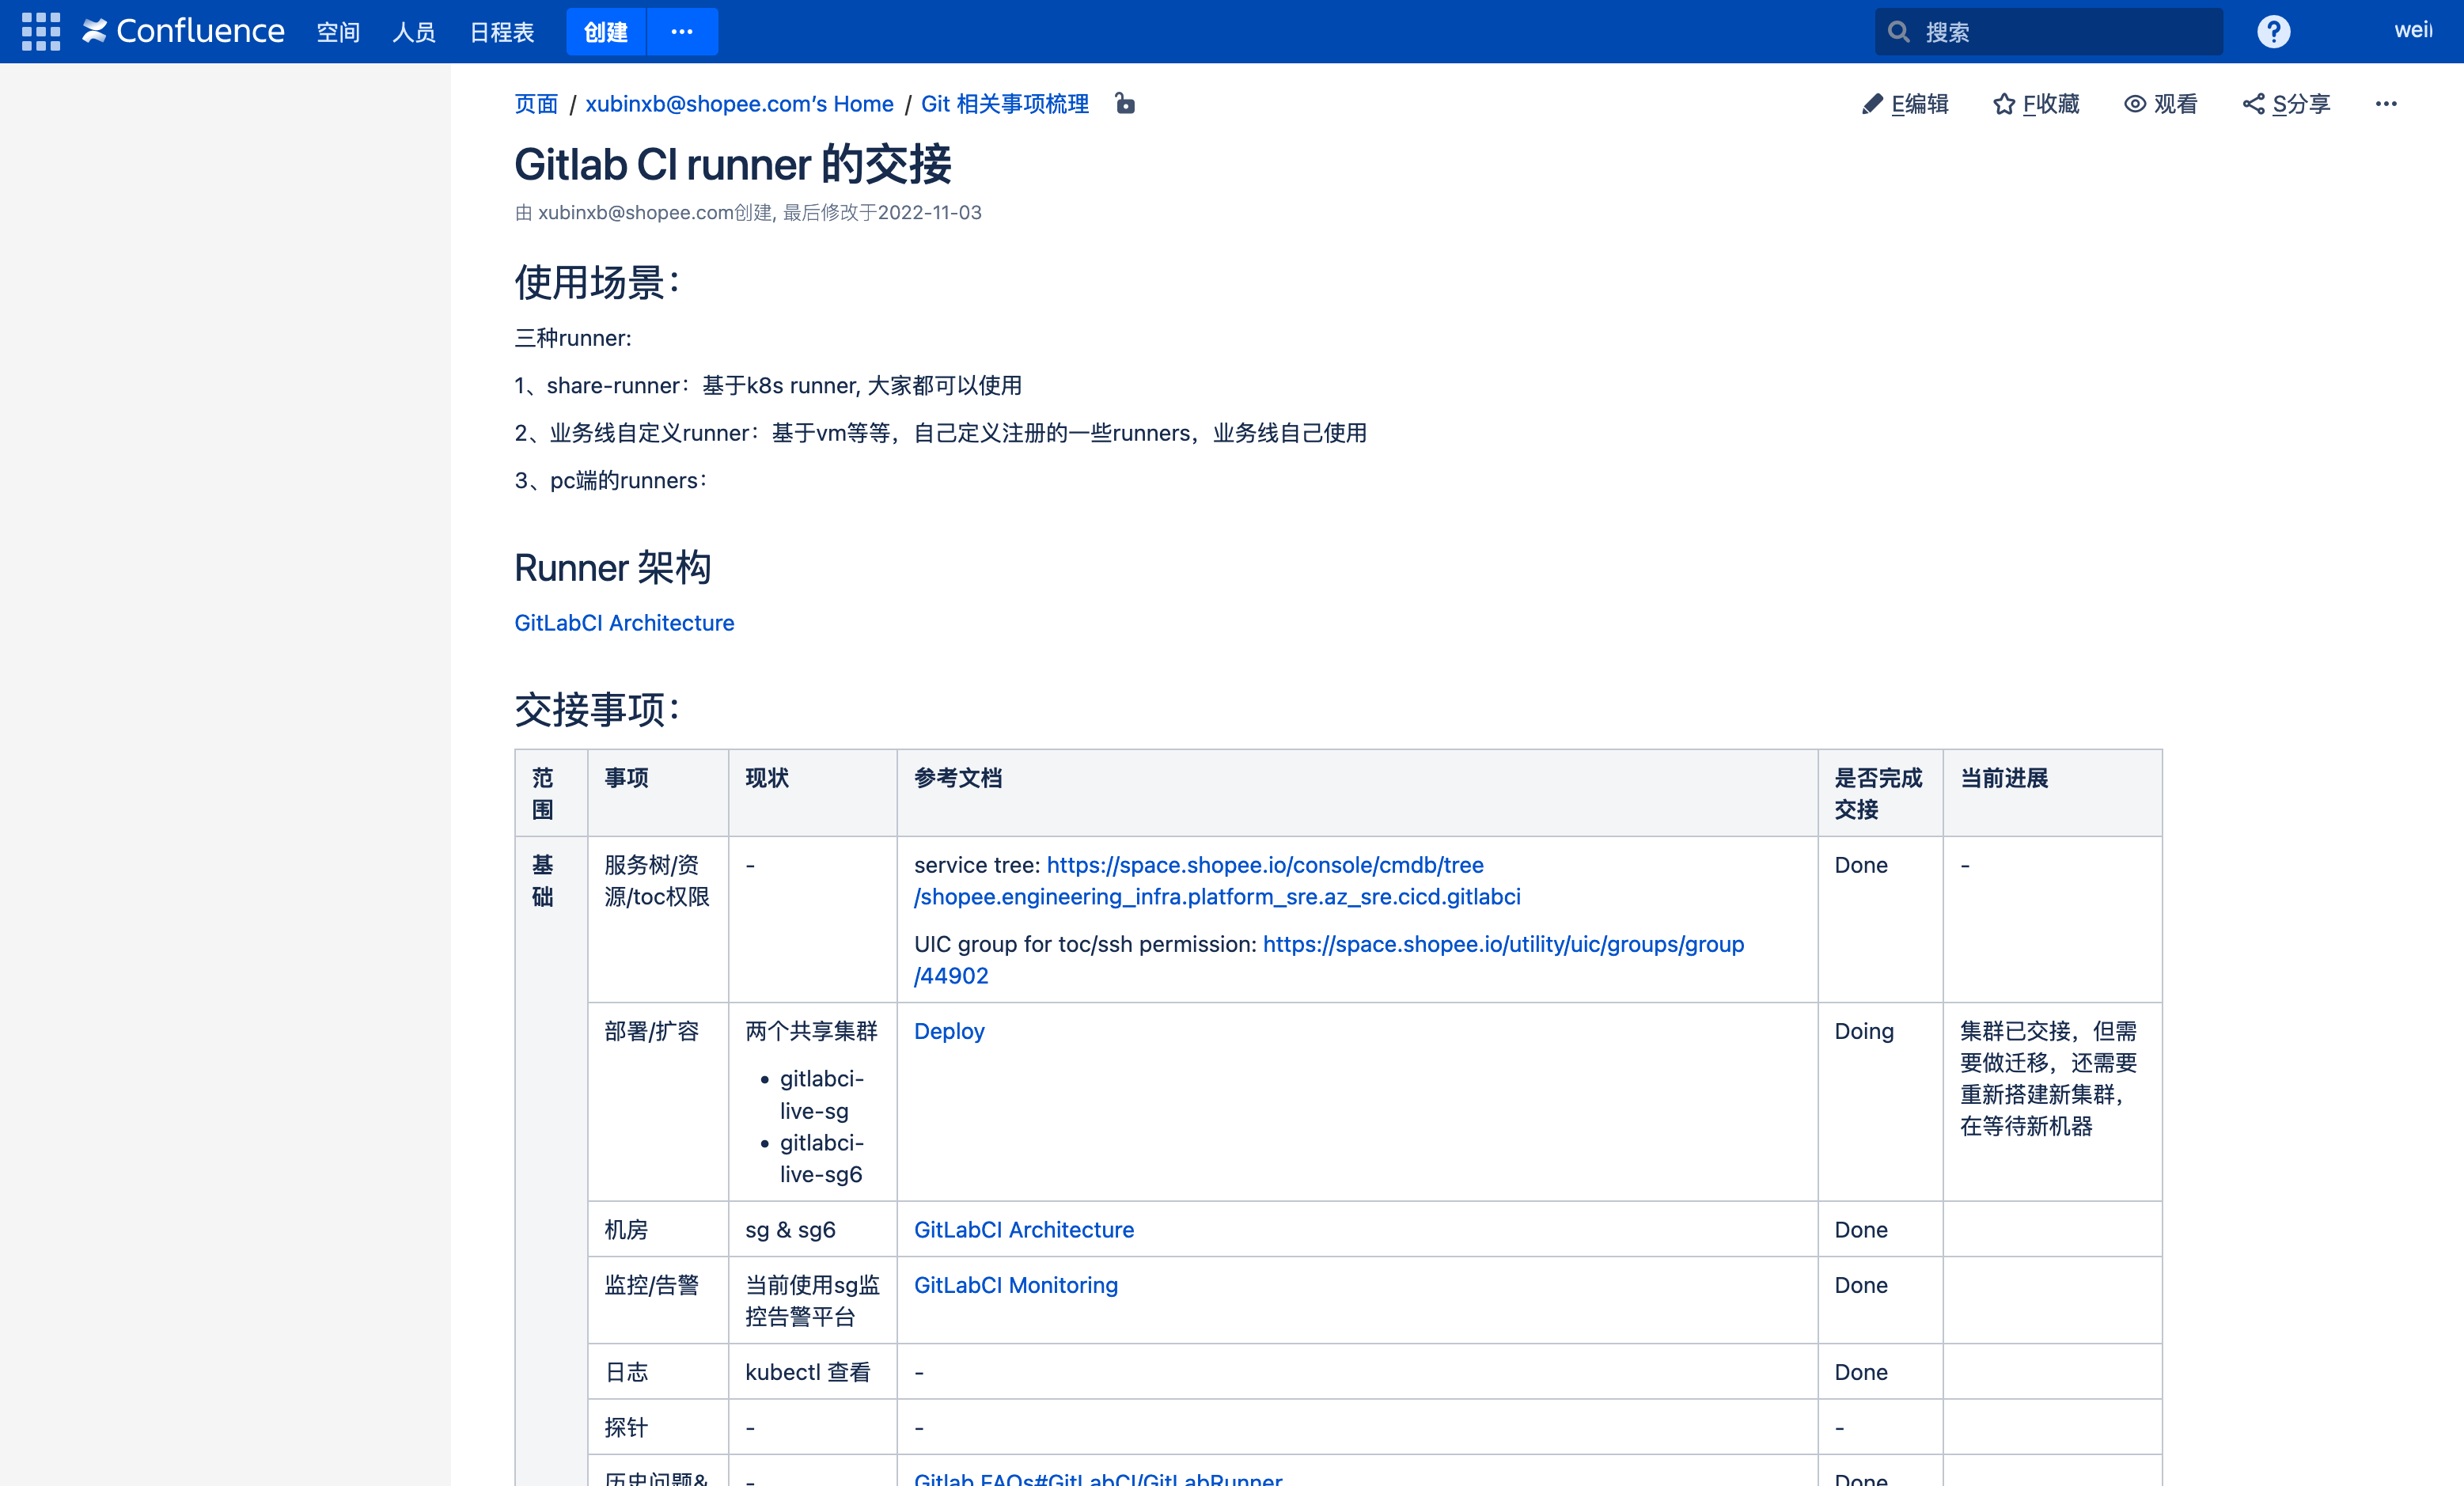 Confluence 空间 人员 日程表 创建 ••• 搜索 weii
页面 / xubinxb@shopee.com's Home / Git 相关事项梳理 E编辑 F收藏 观看 S分享 •••
Gitlab CI runner 的交接
由 xubinxb@shopee.com创建, 最后修改于2022-11-03
使用场景：
三种runner:
1、share-runner：基于k8s runner, 大家都可以使用
2、业务线自定义runner：基于vm等等，自己定义注册的一些runners，业务线自己使用
3、pc端的runners：
Runner 架构
GitLabCI Architecture
交接事项：
范
围
事项
现状
参考文档
是否完成
交接
当前进展
基
础
服务树/资
源/toc权限
-
service tree: https://space.shopee.io/console/cmdb/tree
/shopee.engineering_infra.platform_sre.az_sre.cicd.gitlabci
UIC group for toc/ssh permission: https://space.shopee.io/utility/uic/groups/group
/44902
Done
-
部署/扩容
两个共享集群
• gitlabci-
live-sg
• gitlabci-
live-sg6
Deploy
Doing
集群已交接，但需
要做迁移，还需要
重新搭建新集群，
在等待新机器
机房
sg & sg6
GitLabCI Architecture
Done
监控/告警
当前使用sg监
控告警平台
GitLabCI Monitoring
Done
日志
kubectl 查看
-
Done
探针
-
-
-
历史问题&
-
Gitlab FAQs#GitLabCI/GitLabRunner
Done